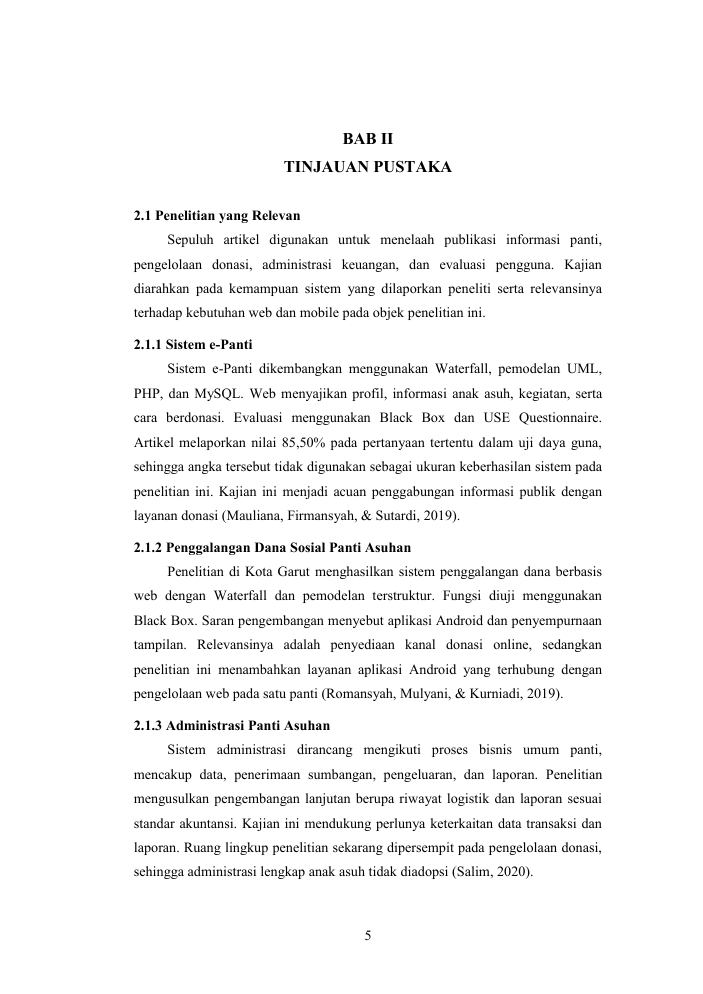 BAB II
TINJAUAN PUSTAKA
2.1 Penelitian yang Relevan
Sepuluh artikel digunakan untuk menelaah publikasi informasi panti,
pengelolaan donasi, administrasi keuangan, dan evaluasi pengguna. Kajian
diarahkan pada kemampuan sistem yang dilaporkan peneliti serta relevansinya
terhadap kebutuhan web dan mobile pada objek penelitian ini.
2.1.1 Sistem e-Panti
Sistem e-Panti dikembangkan menggunakan Waterfall, pemodelan UML,
PHP, dan MySQL. Web menyajikan profil, informasi anak asuh, kegiatan, serta
cara berdonasi. Evaluasi menggunakan Black Box dan USE Questionnaire.
Artikel melaporkan nilai 85,50% pada pertanyaan tertentu dalam uji daya guna,
sehingga angka tersebut tidak digunakan sebagai ukuran keberhasilan sistem pada
penelitian ini. Kajian ini menjadi acuan penggabungan informasi publik dengan
layanan donasi (Mauliana, Firmansyah, & Sutardi, 2019).
2.1.2 Penggalangan Dana Sosial Panti Asuhan
Penelitian di Kota Garut menghasilkan sistem penggalangan dana berbasis
web dengan Waterfall dan pemodelan terstruktur. Fungsi diuji menggunakan
Black Box. Saran pengembangan menyebut aplikasi Android dan penyempurnaan
tampilan. Relevansinya adalah penyediaan kanal donasi online, sedangkan
penelitian ini menambahkan layanan aplikasi Android yang terhubung dengan
pengelolaan web pada satu panti (Romansyah, Mulyani, & Kurniadi, 2019).
2.1.3 Administrasi Panti Asuhan
Sistem administrasi dirancang mengikuti proses bisnis umum panti,
mencakup data, penerimaan sumbangan, pengeluaran, dan laporan. Penelitian
mengusulkan pengembangan lanjutan berupa riwayat logistik dan laporan sesuai
standar akuntansi. Kajian ini mendukung perlunya keterkaitan data transaksi dan
laporan. Ruang lingkup penelitian sekarang dipersempit pada pengelolaan donasi,
sehingga administrasi lengkap anak asuh tidak diadopsi (Salim, 2020).
5